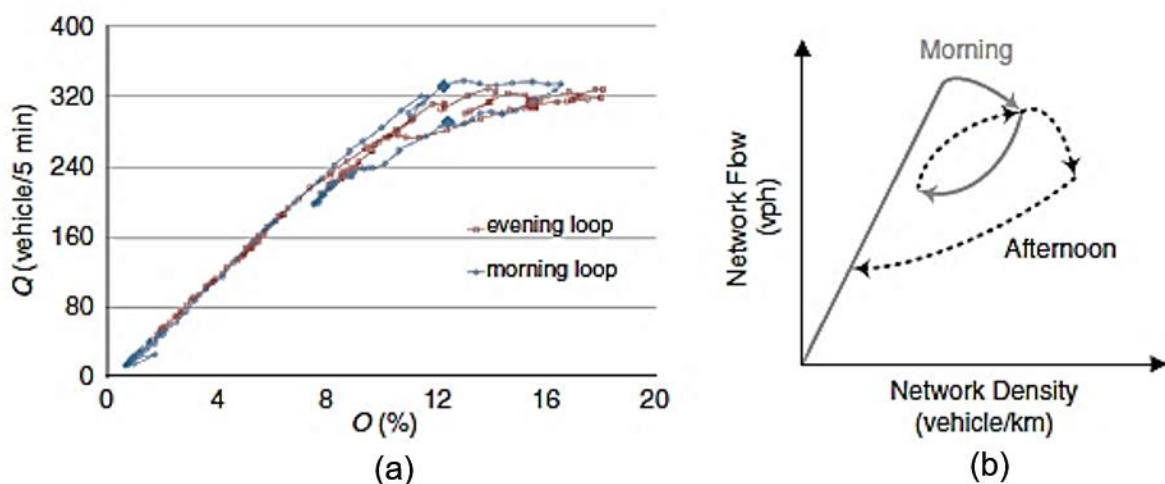 400
320
240
160
80
0
Q (vehicle/5 min)
evening loop
morning loop
0 4 8 12 16 20
O (%)
(a)
Morning
Afternoon
Network Flow
(vph)
Network Density
(vehicle/km)
(b)